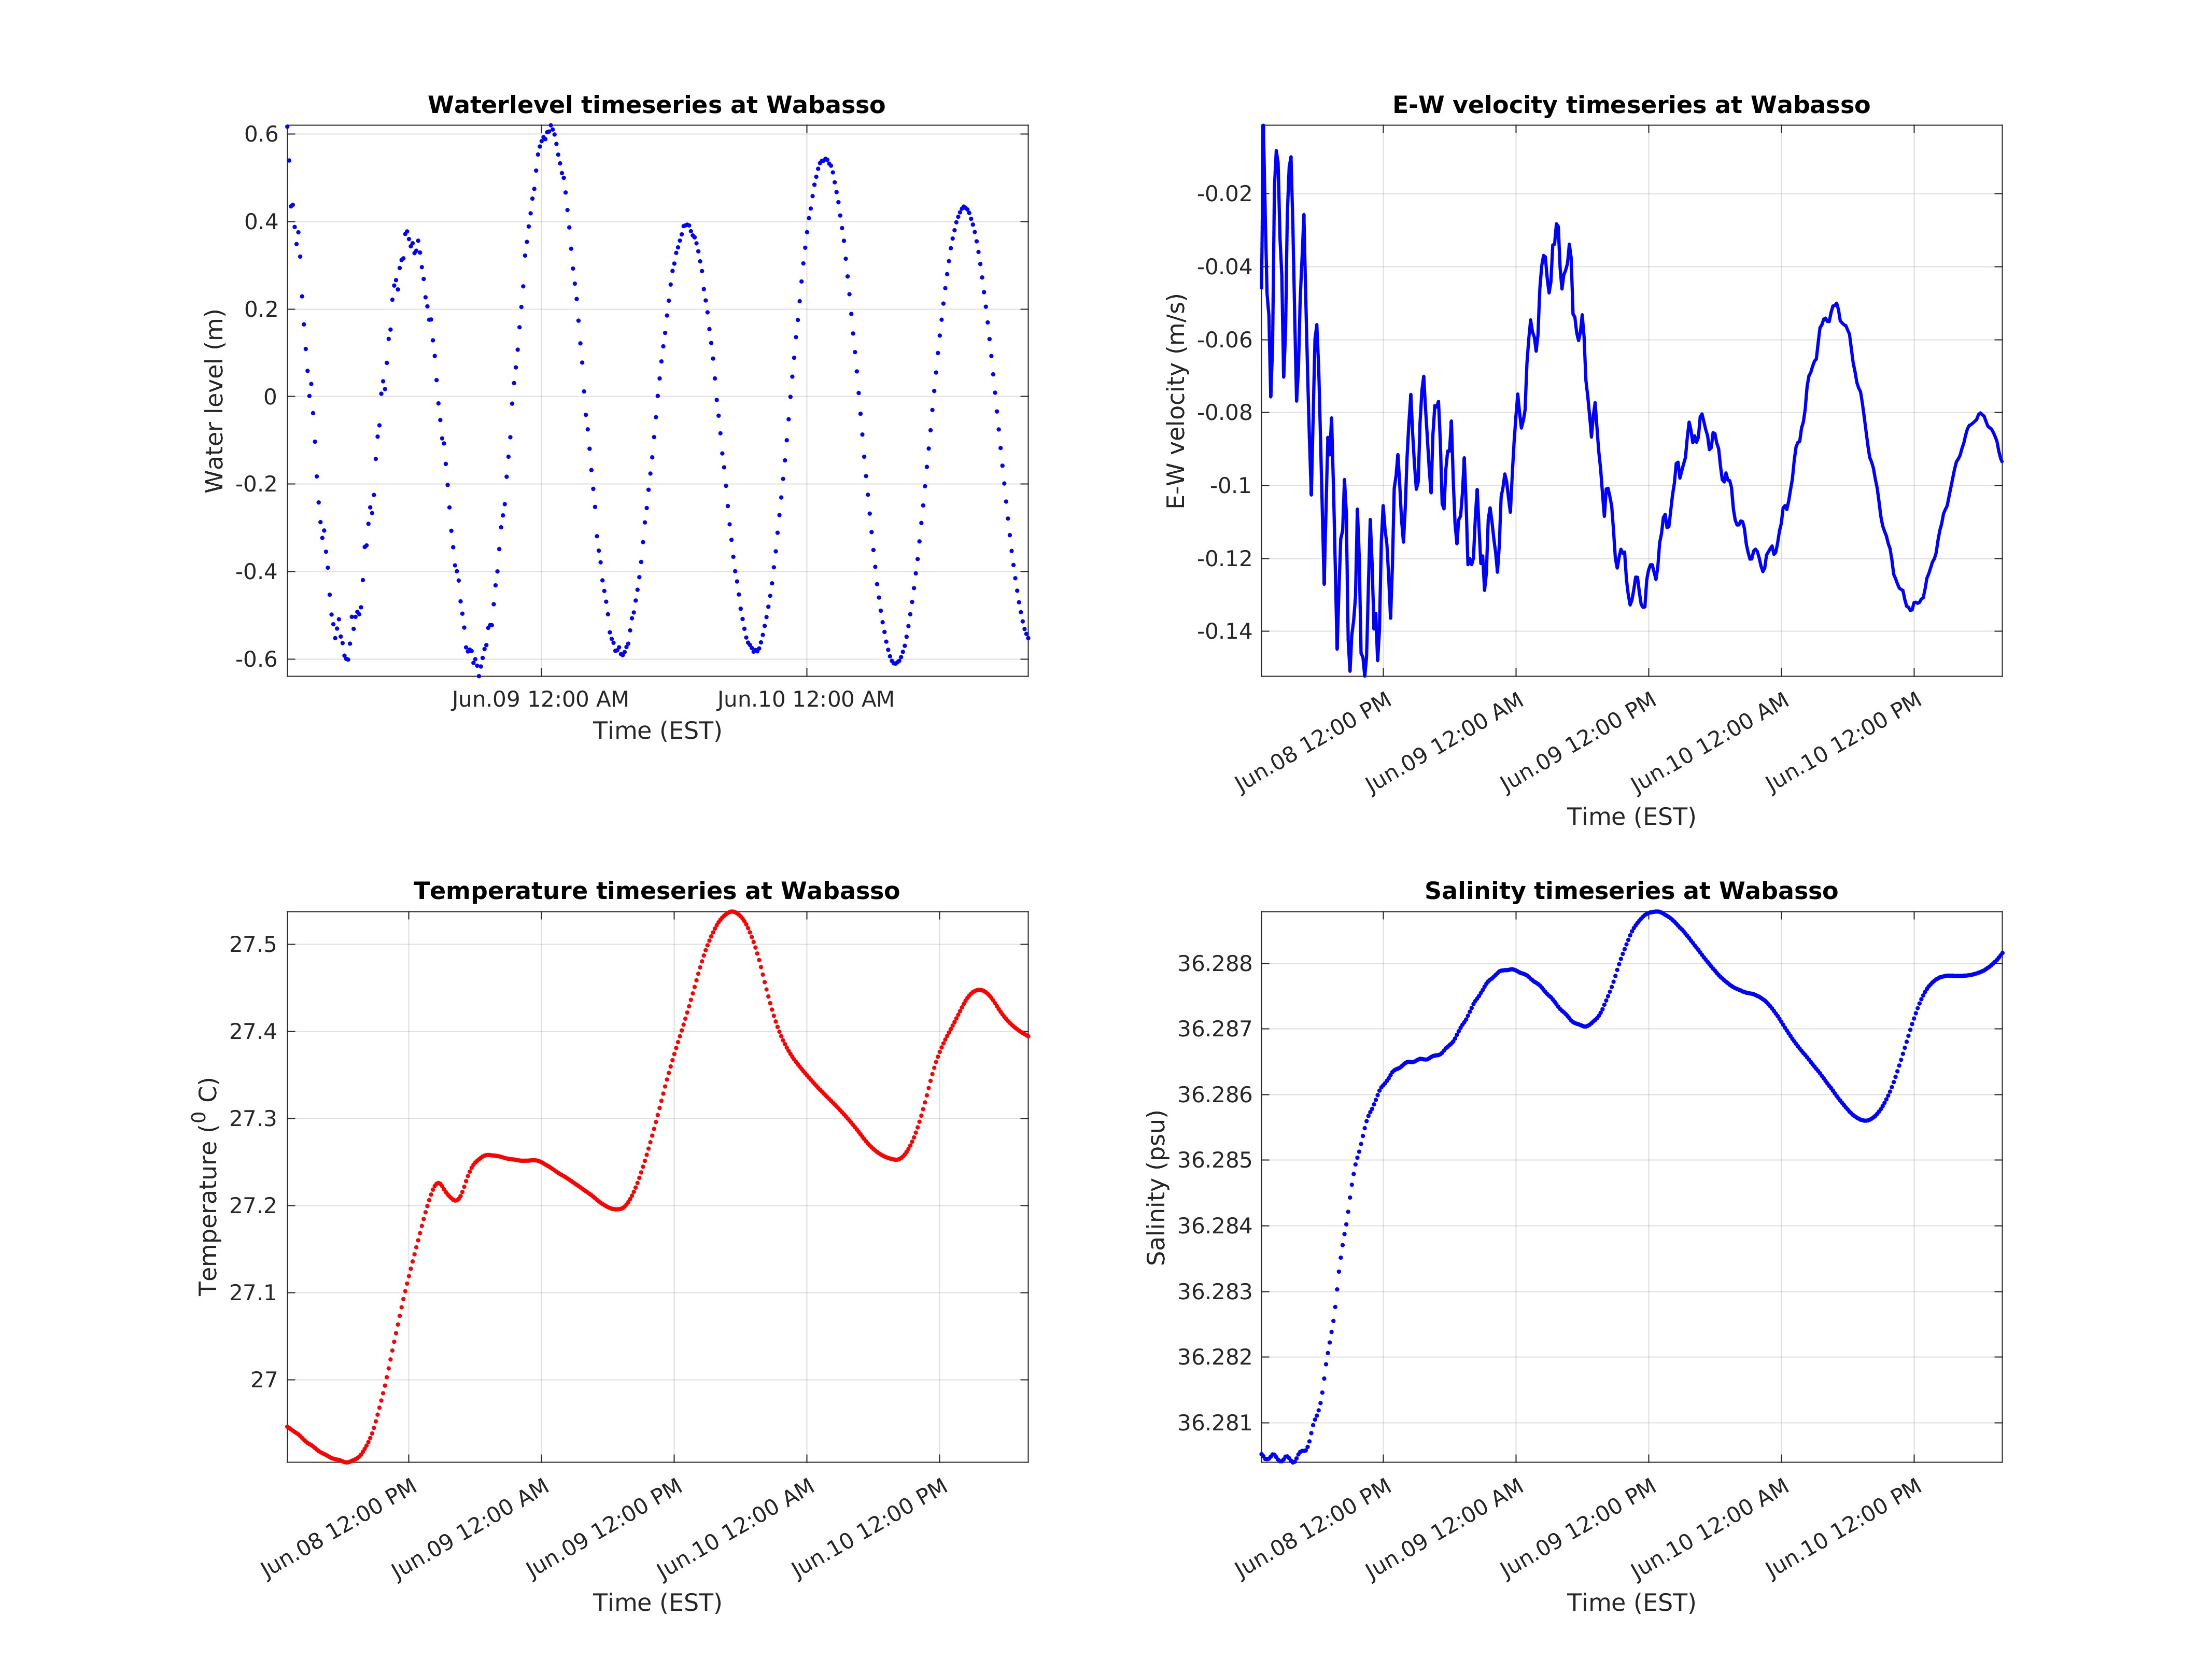 Waterlevel timeseries at Wabasso
0.6
0.4
0.2
0
-0.2
-0.4
-0.6
Water level (m)
Jun.09 12:00 AM
Jun.10 12:00 AM
Time (EST)
E-W velocity timeseries at Wabasso
-0.02
-0.04
-0.06
-0.08
-0.1
-0.12
-0.14
E-W velocity (m/s)
Jun.08 12:00 PM
Jun.09 12:00 AM
Jun.09 12:00 PM
Jun.10 12:00 AM
Jun.10 12:00 PM
Time (EST)
Temperature timeseries at Wabasso
27.5
27.4
27.3
27.2
27.1
27
Temperature (⁰ C)
Jun.08 12:00 PM
Jun.09 12:00 AM
Jun.09 12:00 PM
Jun.10 12:00 AM
Jun.10 12:00 PM
Time (EST)
Salinity timeseries at Wabasso
36.288
36.287
36.286
36.285
36.284
36.283
36.282
36.281
Salinity (psu)
Jun.08 12:00 PM
Jun.09 12:00 AM
Jun.09 12:00 PM
Jun.10 12:00 AM
Jun.10 12:00 PM
Time (EST)